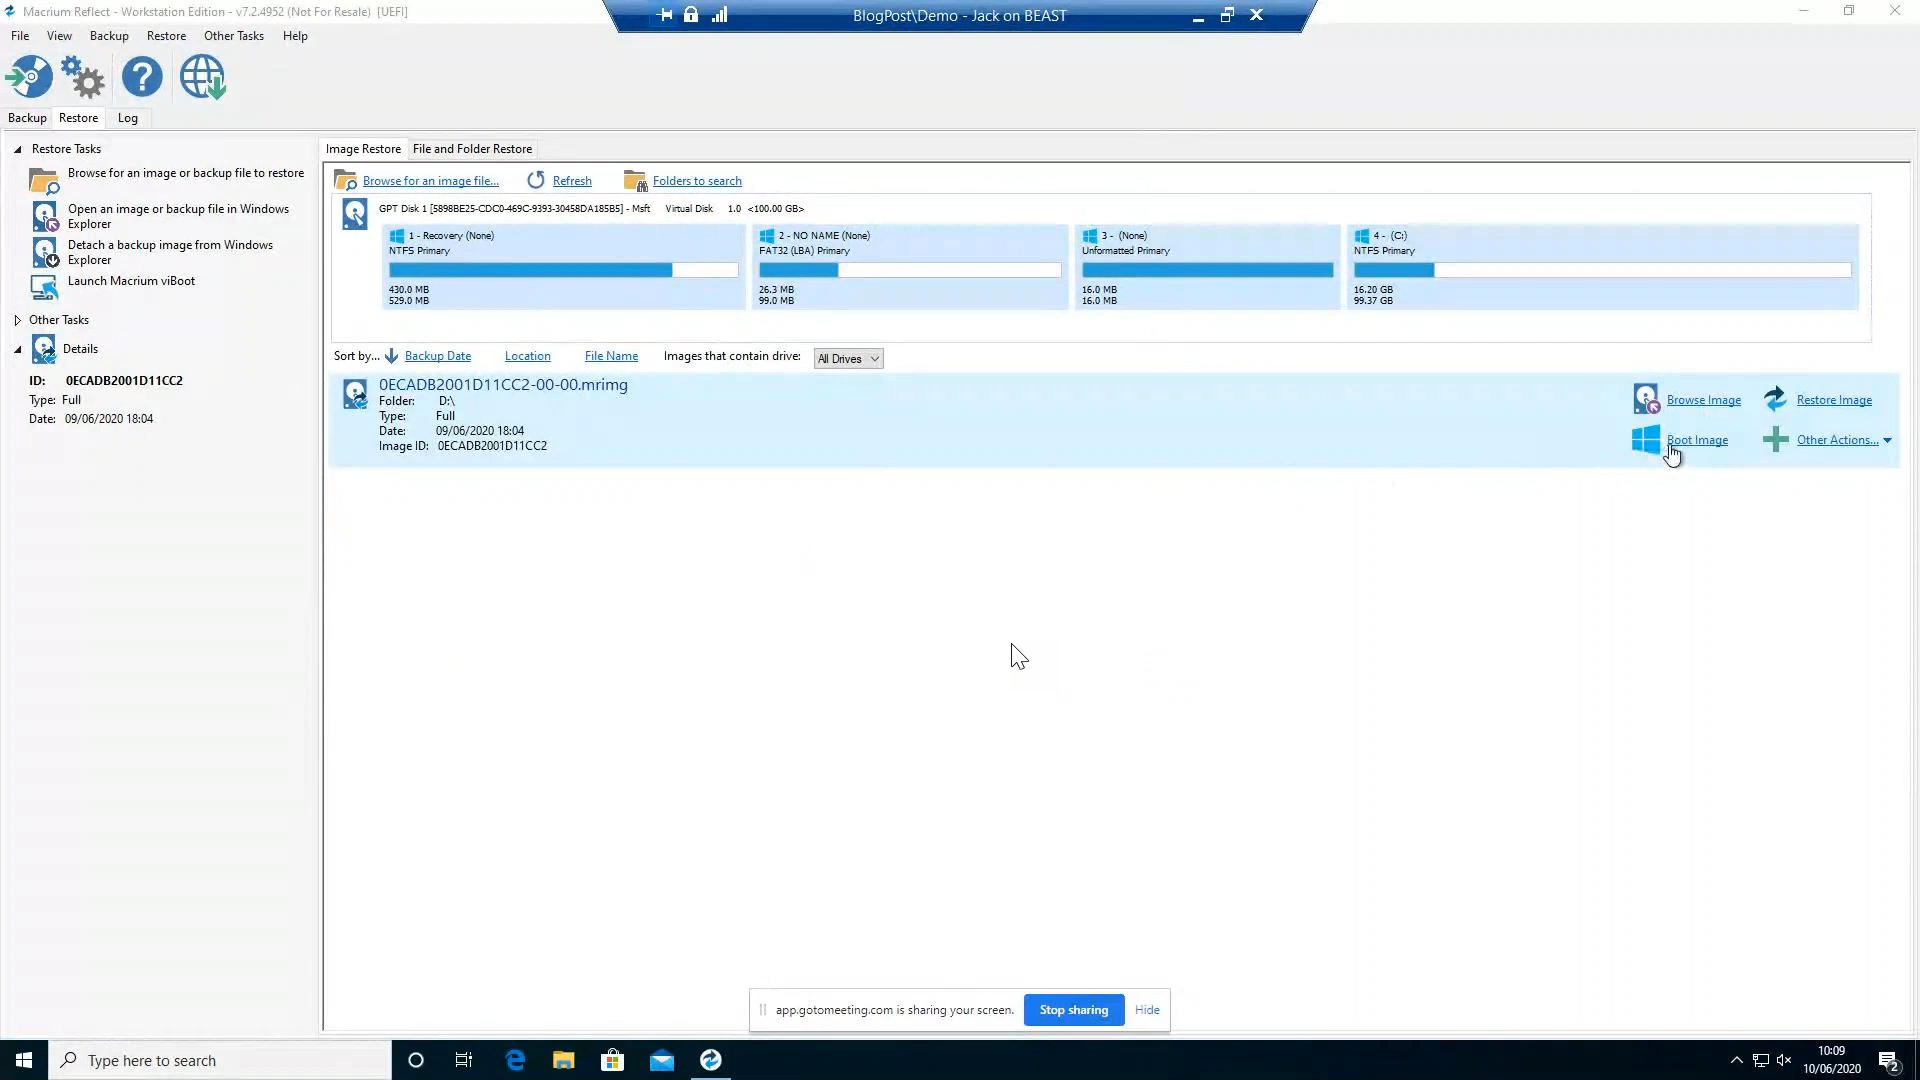 Macrium Reflect - Workstation Edition - v7.2.4952 (Not For Resale) [UEFI]
BlogPost\Demo - Jack on BEAST
File View Backup Restore Other Tasks Help
Backup Restore Log
Restore Tasks
Browse for an image or backup file to restore
Open an image or backup file in Windows
Explorer
Detach a backup image from Windows
Explorer
Launch Macrium viBoot
Other Tasks
Details
ID: 0ECADB2001D11CC2
Type: Full
Date: 09/06/2020 18:04
Image Restore File and Folder Restore
Browse for an image file... Refresh Folders to search
GPT Disk 1 [5898BE25-CDC0-469C-9393-30458DA185B5] - Msft Virtual Disk 1.0 <100.00 GB>
1 - Recovery (None)
NTFS Primary
430.0 MB
529.0 MB
2 - NO NAME (None)
FAT32 (LBA) Primary
26.3 MB
99.0 MB
3 - (None)
Unformatted Primary
16.0 MB
16.0 MB
4 - (C:)
NTFS Primary
16.20 GB
99.37 GB
Sort by... Backup Date Location File Name Images that contain drive: All Drives
0ECADB2001D11CC2-00-00.mrimg
Folder: D:\
Type: Full
Date: 09/06/2020 18:04
Image ID: 0ECADB2001D11CC2
Browse Image Restore Image
Boot Image Other Actions...
app.gotomeeting.com is sharing your screen. Stop sharing Hide
Type here to search
10:09
10/06/2020
2